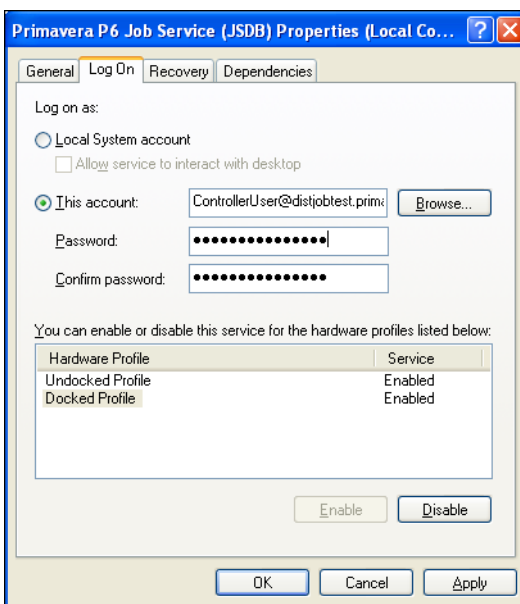 Primavera P6 Job Service (JSDB) Properties (Local Co...
General Log On Recovery Dependencies
Log on as:
Local System account
Allow service to interact with desktop
This account: ControllerUser@distjobtest.prima Browse...
Password: ●●●●●●●●●●●●●●●
Confirm password: ●●●●●●●●●●●●●●●
You can enable or disable this service for the hardware profiles listed below:
Hardware Profile Service
Undocked Profile Enabled
Docked Profile Enabled
Enable Disable
OK Cancel Apply